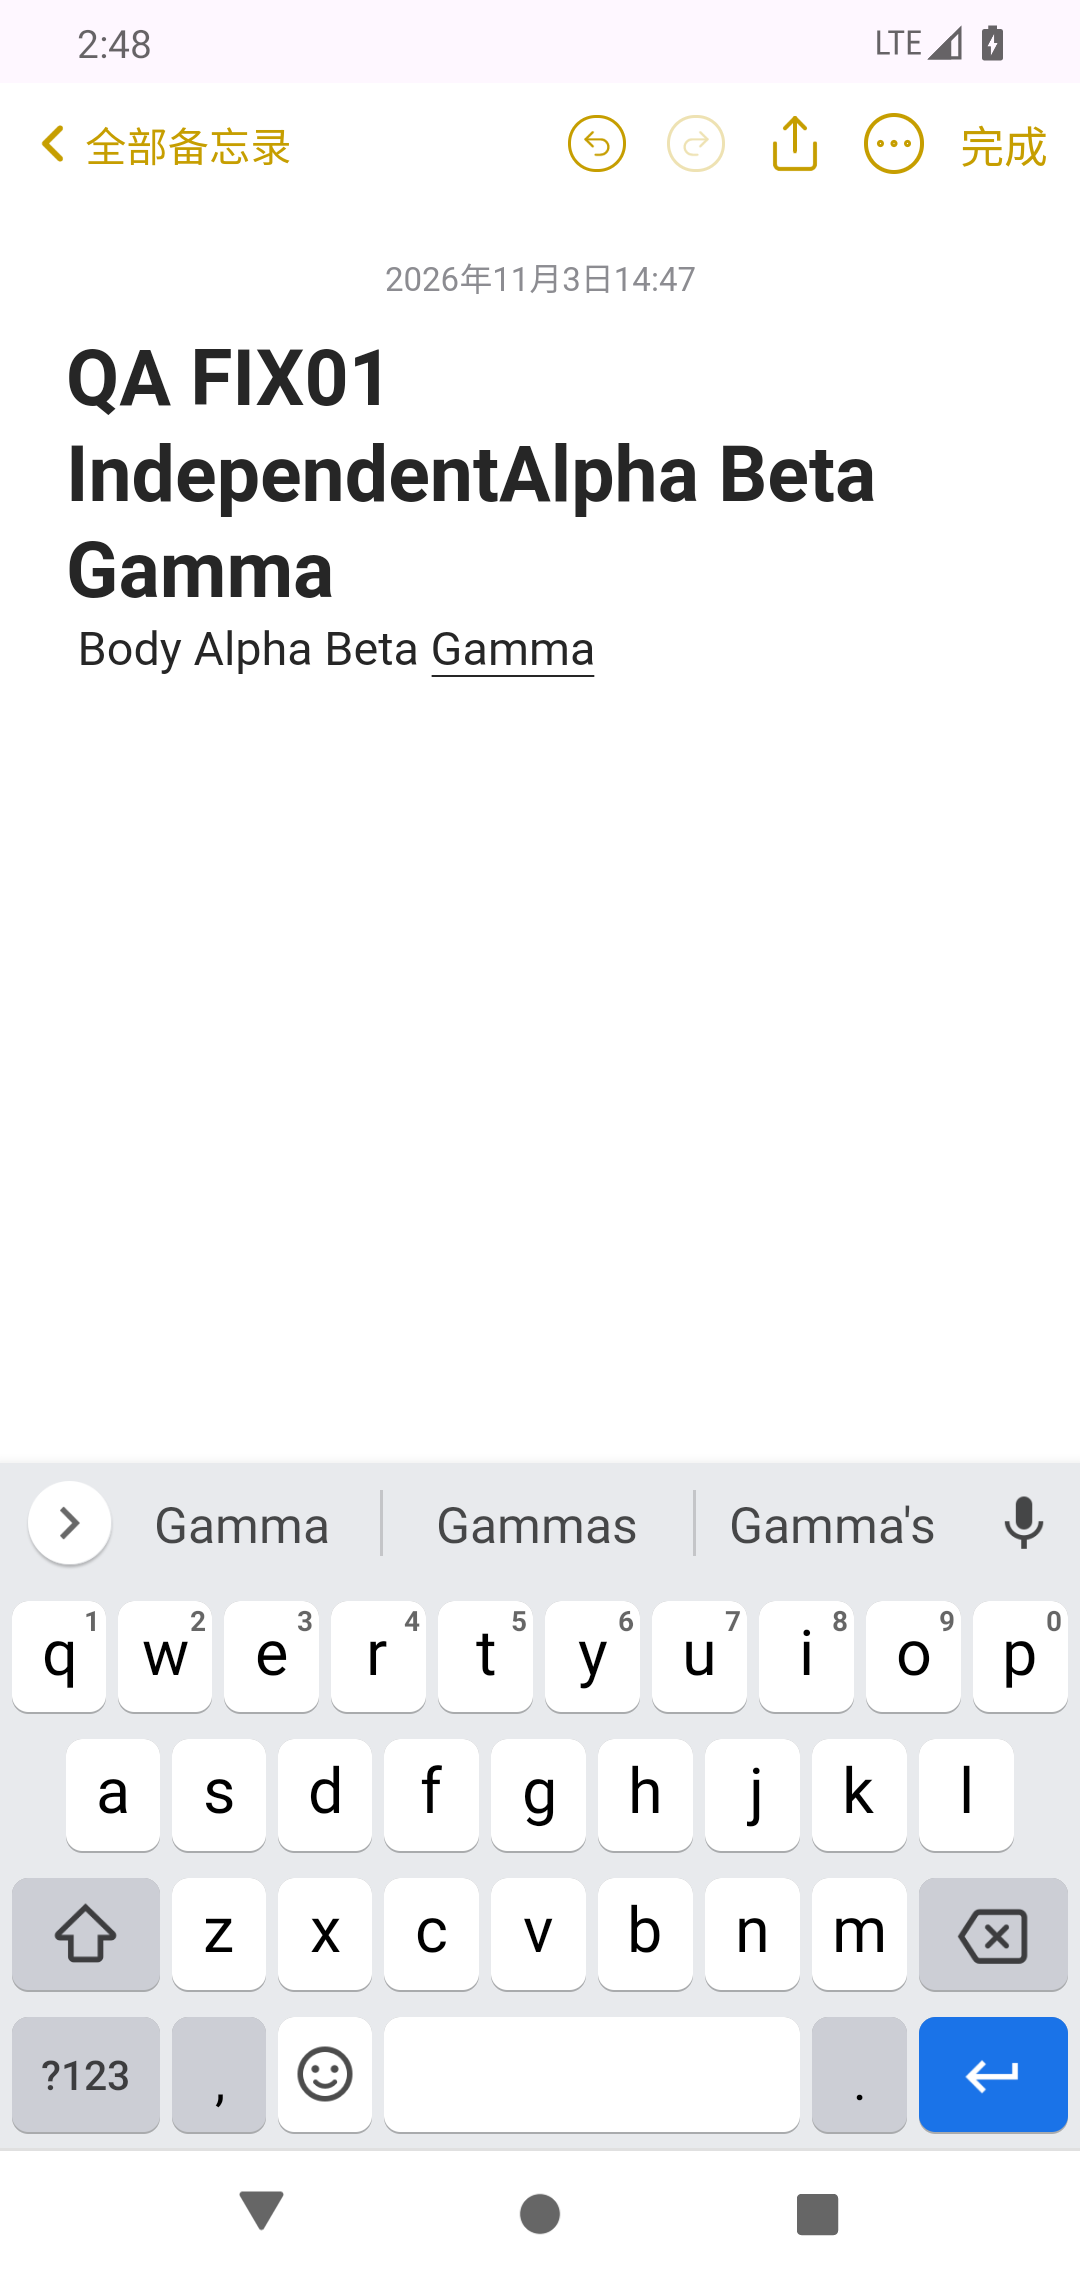 2:48 LTE
全部备忘录 完成
2026年11月3日14:47
QA FIX01
IndependentAlpha Beta
Gamma
Body Alpha Beta Gamma
Gamma Gammas Gamma's
1 2 3 4 5 6 7 8 9 0
q w e r t y u i o p
a s d f g h j k l
z x c v b n m
?123 , .